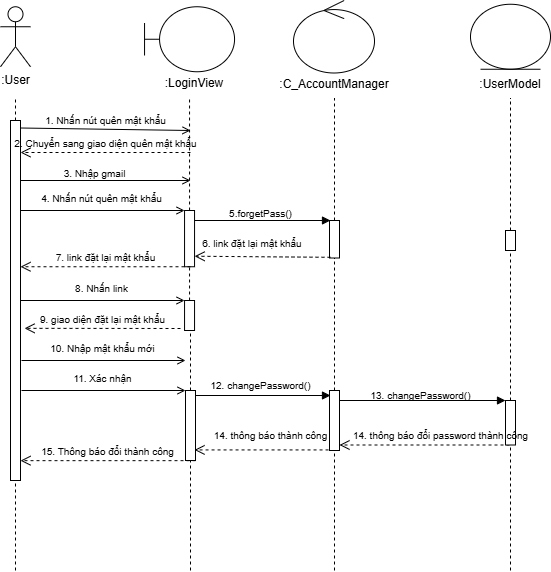 :User
:LoginView
:C_AccountManager
:UserModel
1. Nhấn nút quên mật khẩu
2. Chuyển sang giao diện quên mật khẩu
3. Nhập gmail
4. Nhấn nút quên mật khẩu
5.forgetPass()
6. link đặt lại mật khẩu
7. link đặt lại mật khẩu
8. Nhấn link
9. giao diện đặt lại mật khẩu
10. Nhập mật khẩu mới
11. Xác nhận
12. changePassword()
13. changePassword()
14. thông báo đổi password thành công
14. thông báo thành công
15. Thông báo đổi thành công